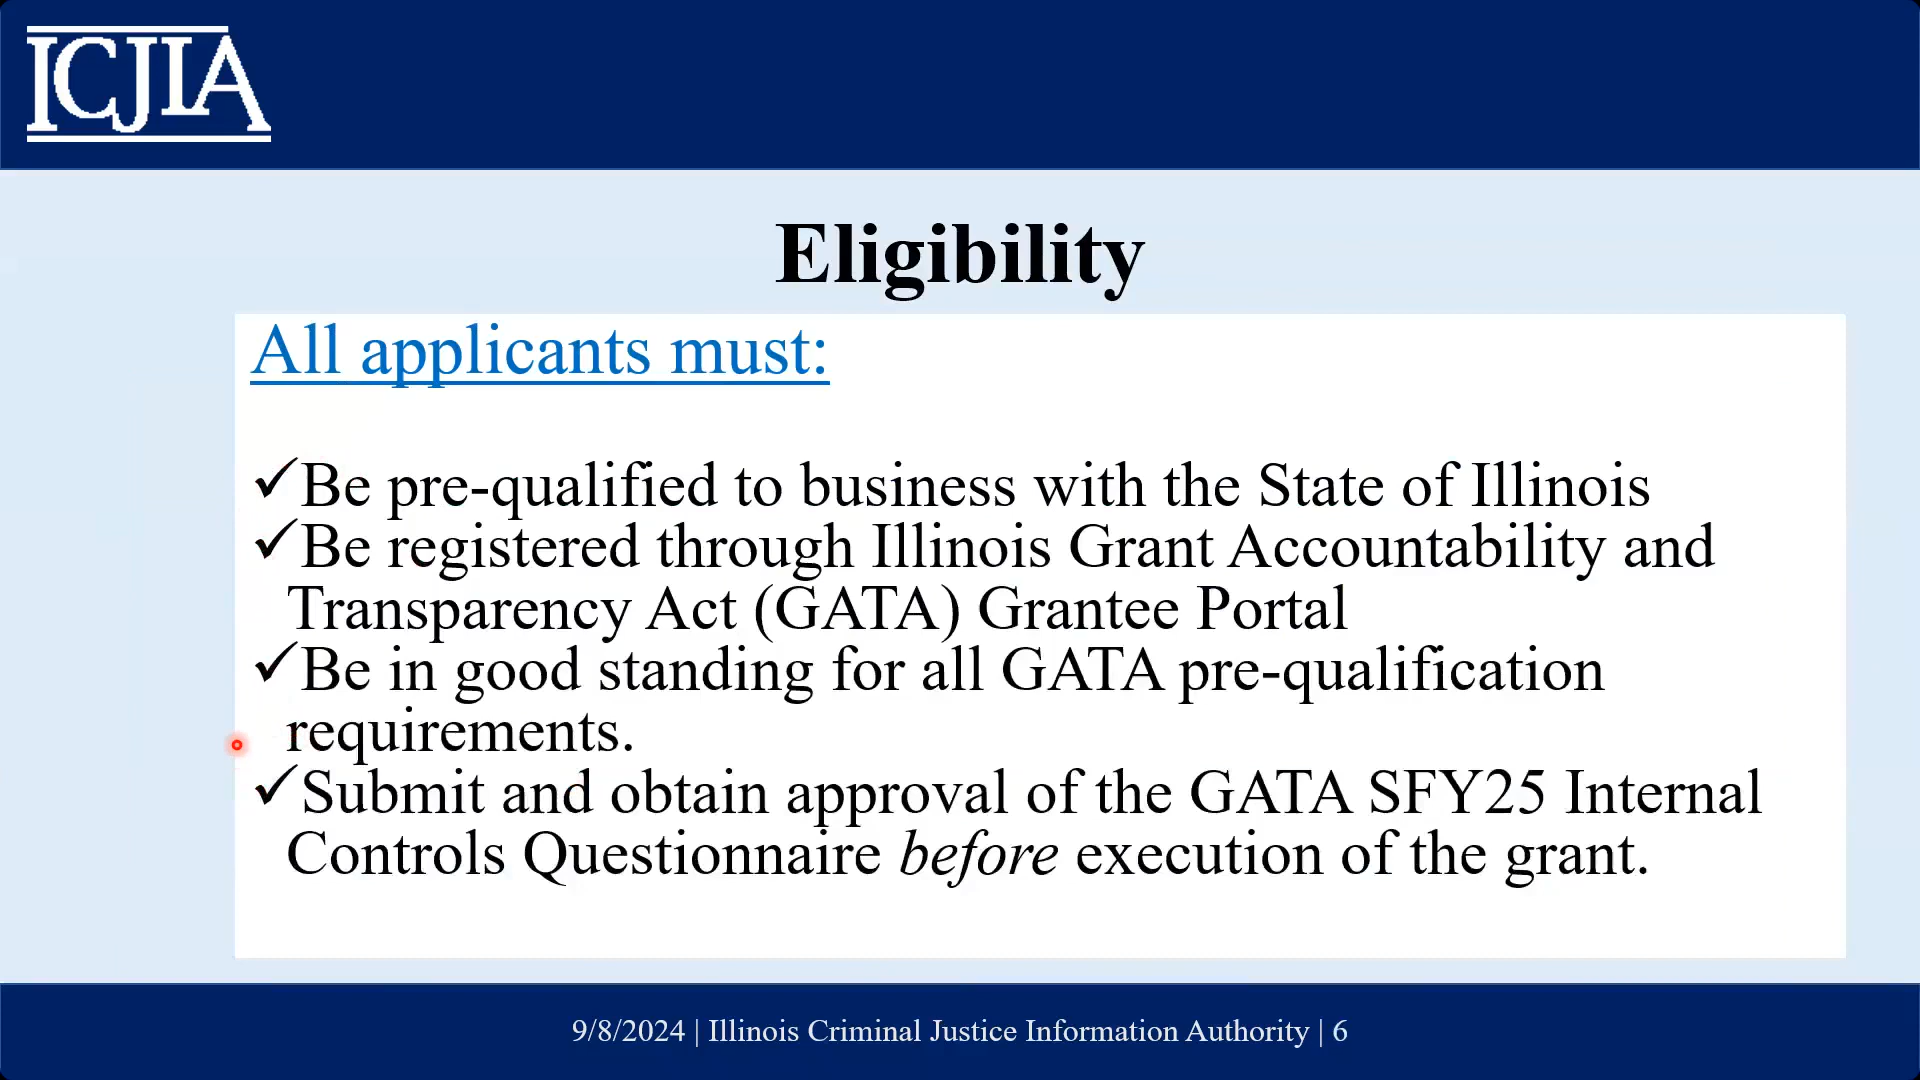 ICJIA
Eligibility
All applicants must:
✓Be pre-qualified to business with the State of Illinois
✓Be registered through Illinois Grant Accountability and
Transparency Act (GATA) Grantee Portal
✓Be in good standing for all GATA pre-qualification
requirements.
✓Submit and obtain approval of the GATA SFY25 Internal
Controls Questionnaire before execution of the grant.
9/8/2024 | Illinois Criminal Justice Information Authority | 6